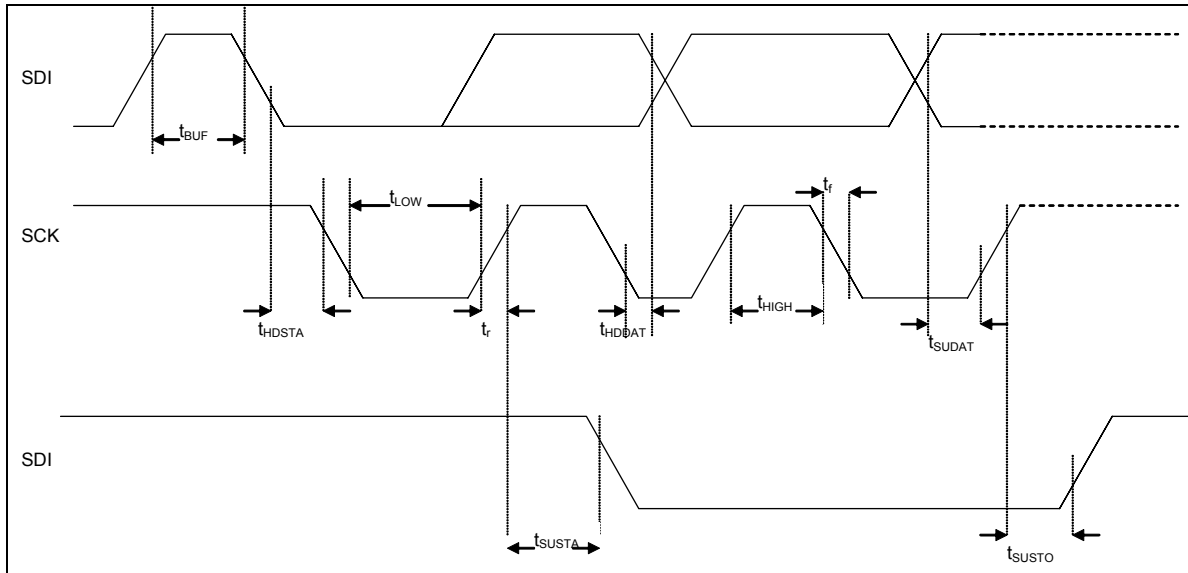 SDI
tBUF
tLOW
tf
SCK
tHDSTA
tr
tHDDAT
tHIGH
tSUDAT
SDI
tSUSTA
tSUSTO